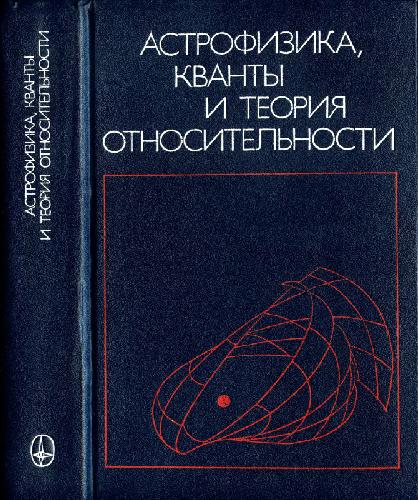 АСТРОФИЗИКА, КВАНТЫ
И ТЕОРИЯ ОТНОСИТЕЛЬНОСТИ
АСТРОФИЗИКА,
КВАНТЫ
И ТЕОРИЯ
ОТНОСИТЕЛЬНОСТИ